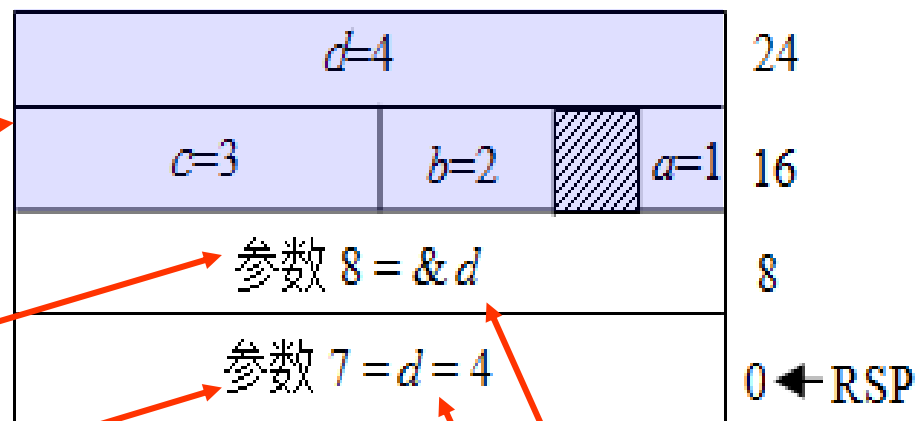 d=4 24
c=3 b=2 a=1 16
参数 8 = & d 8
参数 7 = d = 4 0 RSP